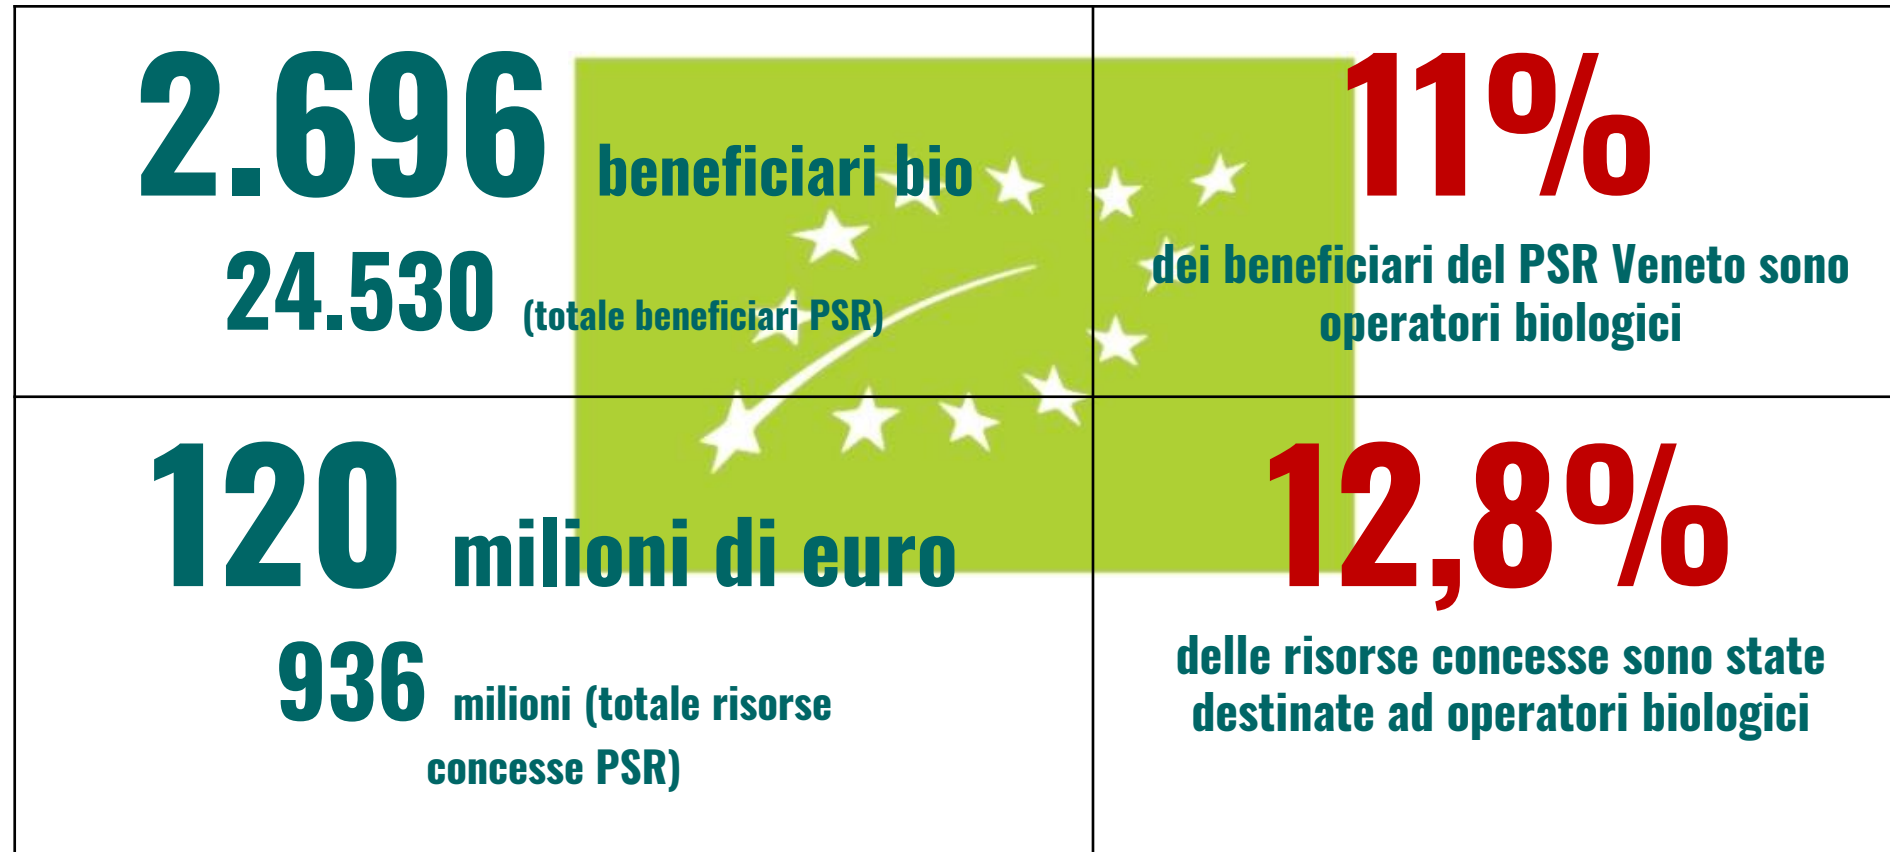 2.696 beneficiari bio
24.530 (totale beneficiari PSR)
11%
dei beneficiari del PSR Veneto sono
operatori biologici
120 milioni di euro
936 milioni (totale risorse
concesse PSR)
12,8%
delle risorse concesse sono state
destinate ad operatori biologici